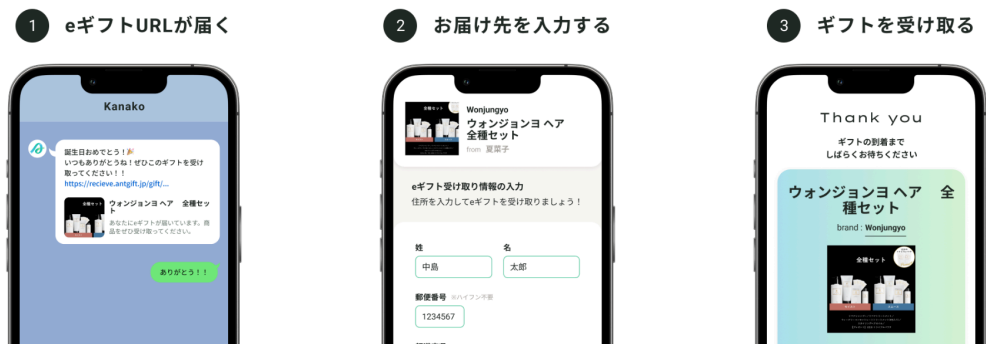 1 eギフトURLが届く
Kanako
誕生日おめでとう！🎉
いつもありがとうね！ぜひこのギフトを受け
取ってください！！
https://recieve.antgift.jp/gift/...
全種セット
ウォンジョンヨ ヘア 全種セッ
ト
あなたにeギフトが届いています。商
品をぜひ受け取ってください。
ありがとう！！
2 お届け先を入力する
全種セット
Wonjungyo
ウォンジョンヨ ヘア
全種セット
from 夏菜子
eギフト受け取り情報の入力
住所を入力してeギフトを受け取りましょう！
姓 名
中島 太郎
郵便番号 ※ハイフン不要
1234567
3 ギフトを受け取る
Thank you
ギフトの到着まで
しばらくお待ちください
ウォンジョンヨ ヘア 全
種セット
brand : Wonjungyo
全種セット